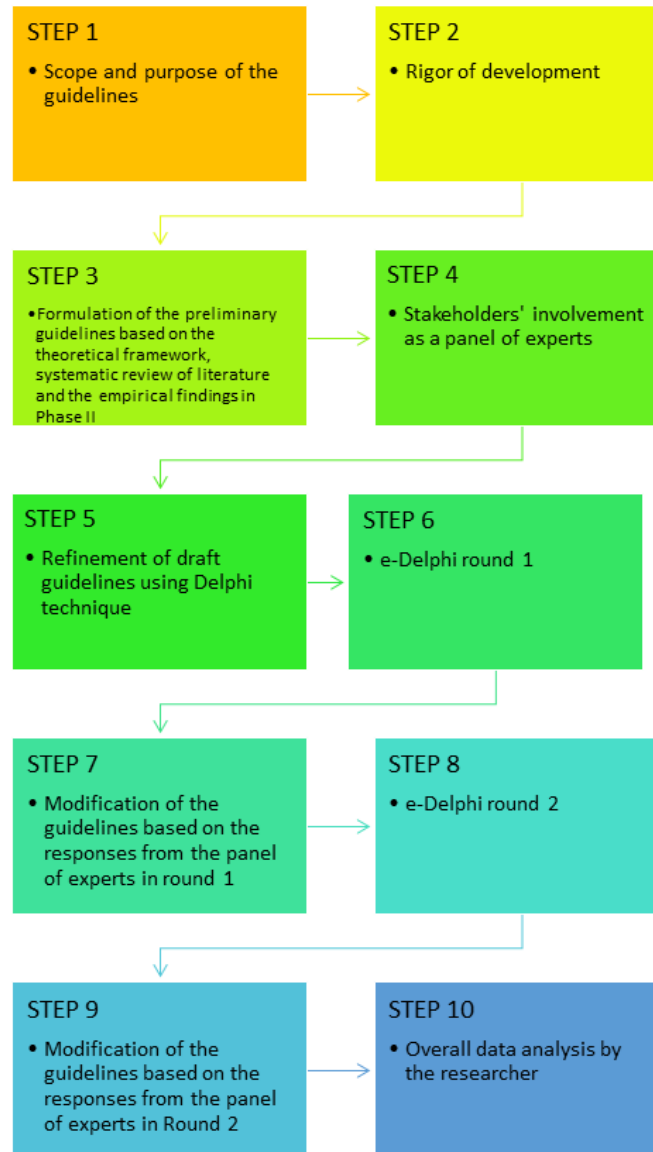 STEP 1
• Scope and purpose of the
guidelines
STEP 2
• Rigor of development
STEP 3
•Formulation of the preliminary
guidelines based on the
theoretical framework,
systematic review of literature
and the empirical findings in
Phase II
STEP 4
• Stakeholders' involvement
as a panel of experts
STEP 5
• Refinement of draft
guidelines using Delphi
technique
STEP 6
• e-Delphi round 1
STEP 7
• Modification of the
guidelines based on the
responses from the panel
of experts in round 1
STEP 8
• e-Delphi round 2
STEP 9
• Modification of the
guidelines based on the
responses from the panel
of experts in Round 2
STEP 10
• Overall data analysis by
the researcher